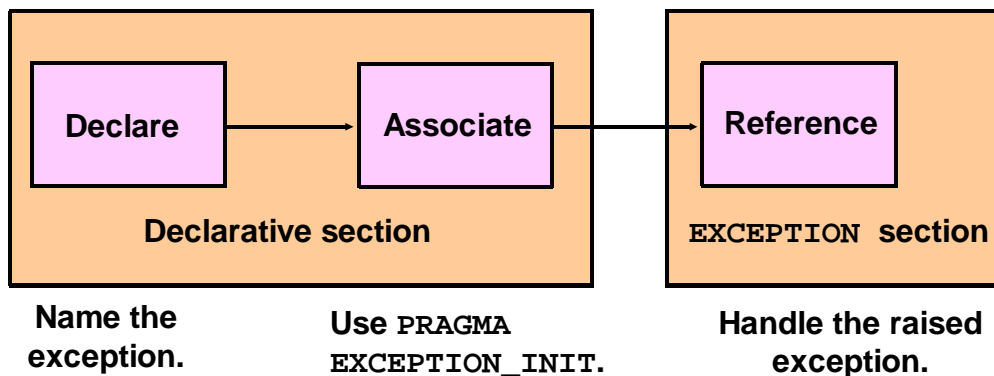 Declare
Associate
Reference
Declarative section
EXCEPTION section
Name the
exception.
Use PRAGMA
EXCEPTION_INIT.
Handle the raised
exception.